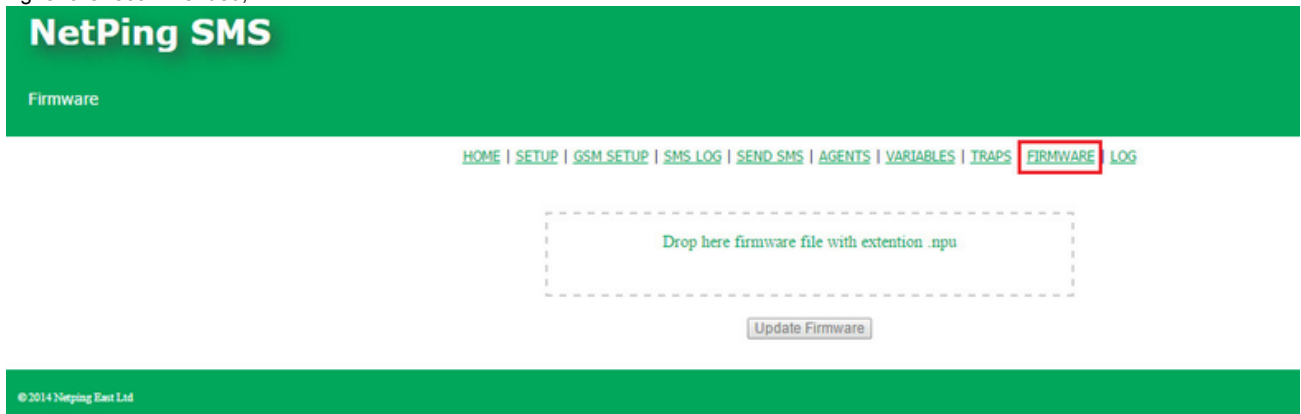 NetPing SMS
Firmware
HOME | SETUP | GSM SETUP | SMS LOG | SEND SMS | AGENTS | VARIABLES | TRAPS | FIRMWARE | LOG
Drop here firmware file with extention .npu
Update Firmware
© 2014 Netping East Ltd